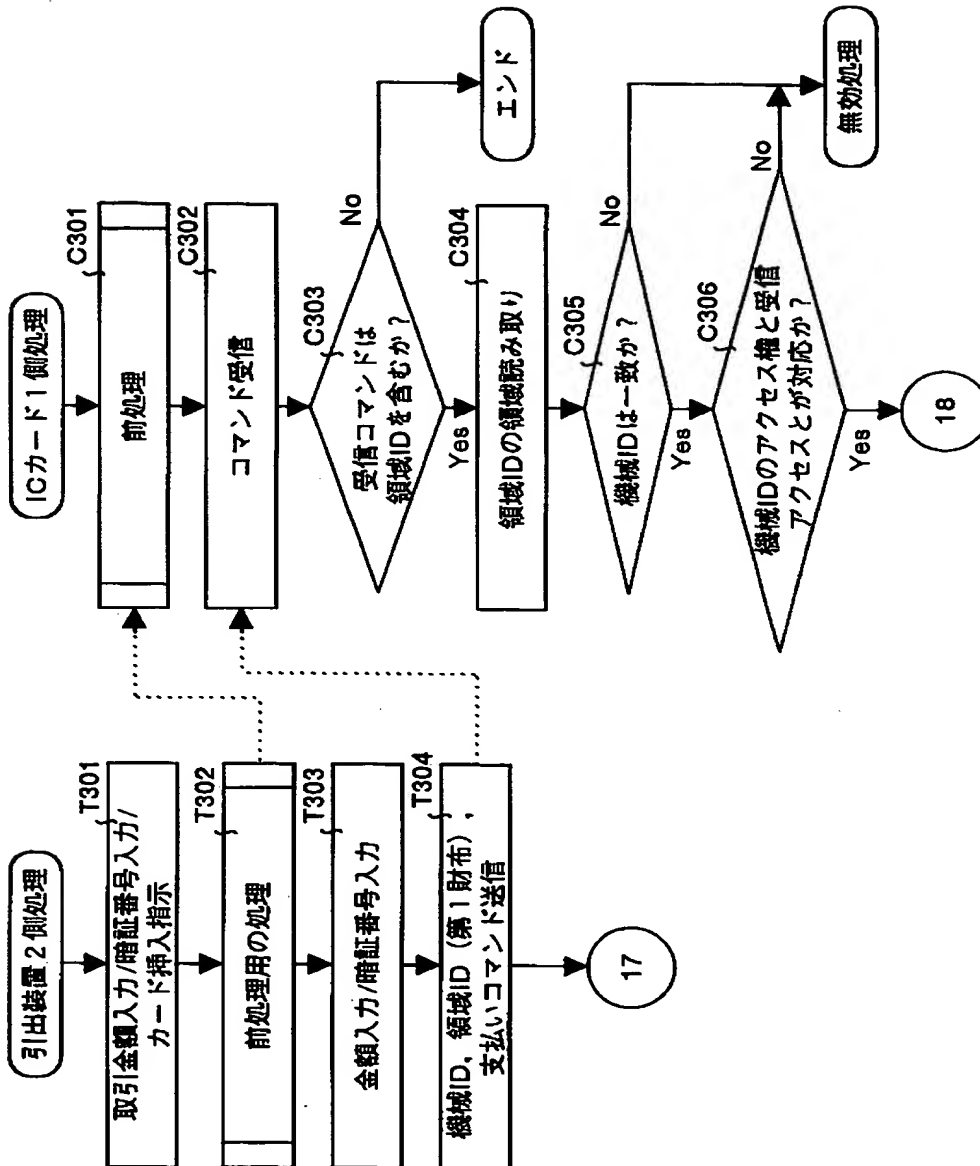 引出装置2側処理
T301
取引金額入力/暗証番号入力/
カード挿入指示
T302
前処理用の処理
T303
金額入力/暗証番号入力
T304
機械ID，領域ID（第1財布），
支払いコマンド送信
17
ICカード1側処理
C301
前処理
C302
コマンド受信
C303
受信コマンドは
領域IDを含むか？
No
エンド
Yes
C304
領域IDの領域読み取り
C305
機械IDは一致か？
No
Yes
C306
機械IDのアクセス権と受信
アクセスとが対応か？
No
無効処理
Yes
18